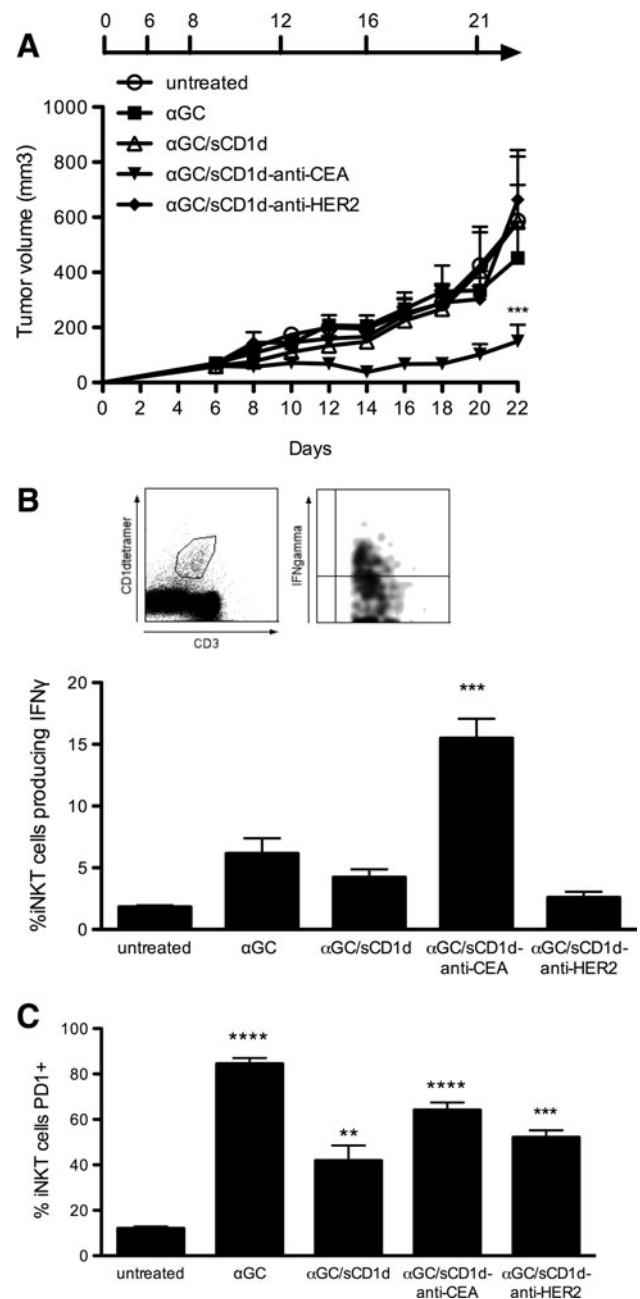 0 6 8 12 16 21
A
untreated
αGC
αGC/sCD1d
αGC/sCD1d-anti-CEA
αGC/sCD1d-anti-HER2
1000
800
600
400
200
0
Tumor volume (mm3)
***
0 2 4 6 8 10 12 14 16 18 20 22
Days
B
CD1dtetramer
CD3
IFNgamma
20
15
10
5
0
%iNKT cells producing IFNγ
***
untreated αGC αGC/sCD1d αGC/sCD1d- αGC/sCD1d-
anti-CEA anti-HER2
C
100
80
60
40
20
0
% iNKT cells PD1+
**** ** **** ***
untreated αGC αGC/sCD1d αGC/sCD1d- αGC/sCD1d-
anti-CEA anti-HER2